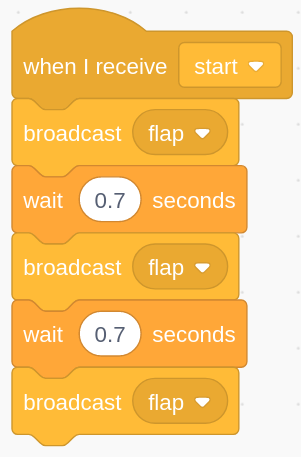 when I receive start
broadcast flap
wait 0.7 seconds
broadcast flap
wait 0.7 seconds
broadcast flap